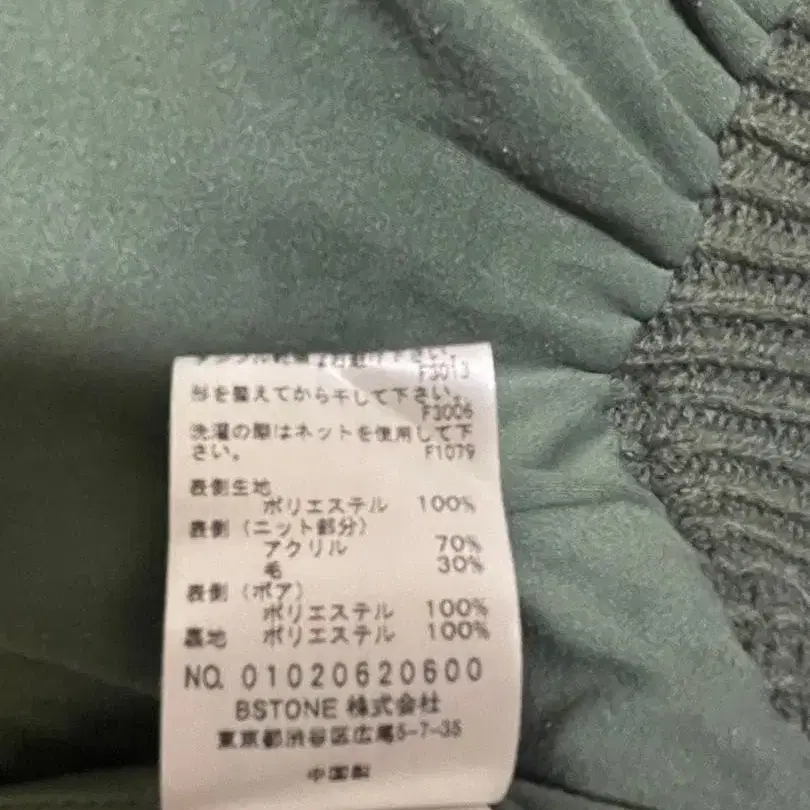 下さい。
F3013
形を整えてから干して下さい。
F3006
洗濯の際はネットを使用して下
さい。 F1079
表側生地
ポリエステル 100%
表側(ニット部分)
アクリル 70%
毛 30%
表側(ボア)
ポリエステル 100%
裏地 ポリエステル 100%
NO. 01020620600
BSTONE 株式会社
東京都渋谷区広尾5-7-35
中国製